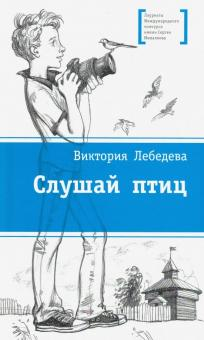 Лауреаты
Международного
конкурса
имени Сергея
Михалкова
Виктория Лебедева
Слушай птиц